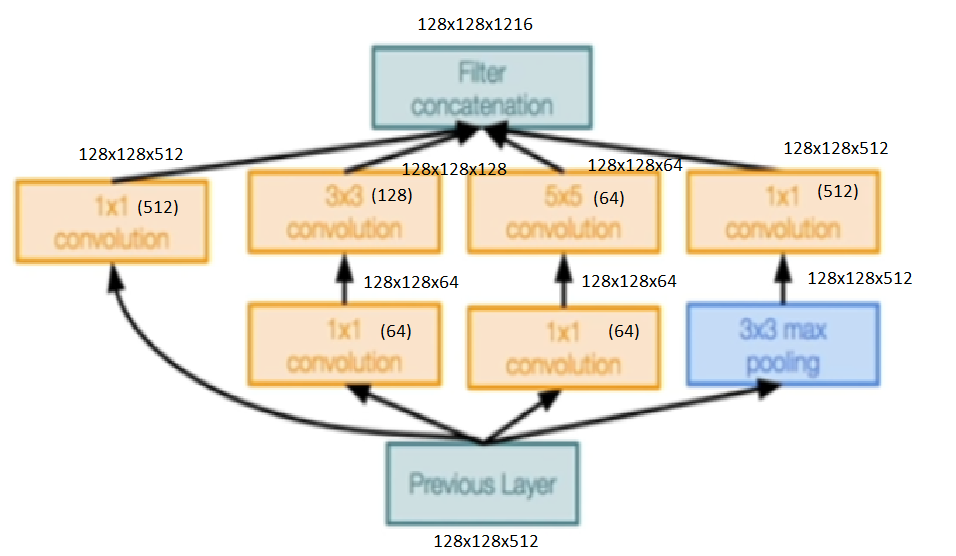 128x128x1216
Filter
concatenation
128x128x512
128x128x128
128x128x64
128x128x512
1x1 (512)
convolution
3x3 (128)
convolution
5x5 (64)
convolution
1x1 (512)
convolution
128x128x64
128x128x64
128x128x512
1x1 (64)
convolution
1x1 (64)
convolution
3x3 max
pooling
Previous Layer
128x128x512